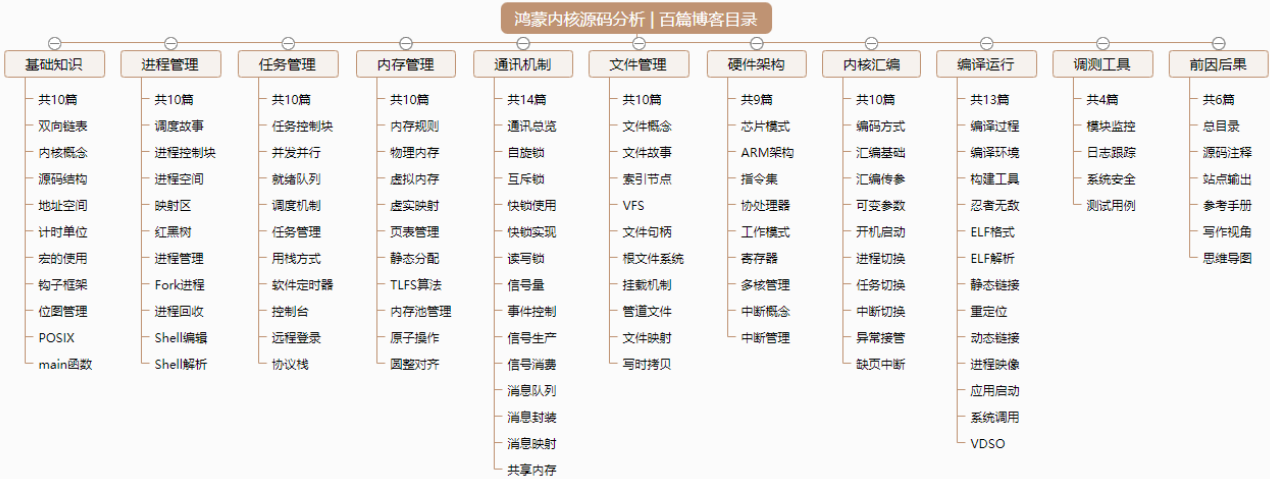 鸿蒙内核源码分析 | 百篇博客目录
基础知识
共10篇
双向链表
内核概念
源码结构
地址空间
计时单位
宏的使用
钩子框架
位图管理
POSIX
main函数
进程管理
共10篇
调度故事
进程控制块
进程空间
映射区
红黑树
进程管理
Fork进程
进程回收
Shell编辑
Shell解析
任务管理
共10篇
任务控制块
并发并行
就绪队列
调度机制
任务管理
用栈方式
软件定时器
控制台
远程登录
协议栈
内存管理
共10篇
内存规则
物理内存
虚拟内存
虚实映射
页表管理
静态分配
TLFS算法
内存池管理
原子操作
圆整对齐
通讯机制
共14篇
通讯总览
自旋锁
互斥锁
快锁使用
快锁实现
读写锁
信号量
事件控制
信号生产
信号消费
消息队列
消息封装
消息映射
共享内存
文件管理
共10篇
文件概念
文件故事
索引节点
VFS
文件句柄
根文件系统
挂载机制
管道文件
文件映射
写时拷贝
硬件架构
共9篇
芯片模式
ARM架构
指令集
协处理器
工作模式
寄存器
多核管理
中断概念
中断管理
内核汇编
共10篇
编码方式
汇编基础
汇编传参
可变参数
开机启动
进程切换
任务切换
中断切换
异常接管
缺页中断
编译运行
共13篇
编译过程
编译环境
构建工具
忍者无敌
ELF格式
ELF解析
静态链接
重定位
动态链接
进程映像
应用启动
系统调用
VDSO
调测工具
共4篇
模块监控
日志跟踪
系统安全
测试用例
前因后果
共6篇
总目录
源码注释
站点输出
参考手册
写作视角
思维导图